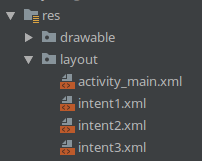 res
drawable
layout
activity_main.xml
intent1.xml
intent2.xml
intent3.xml